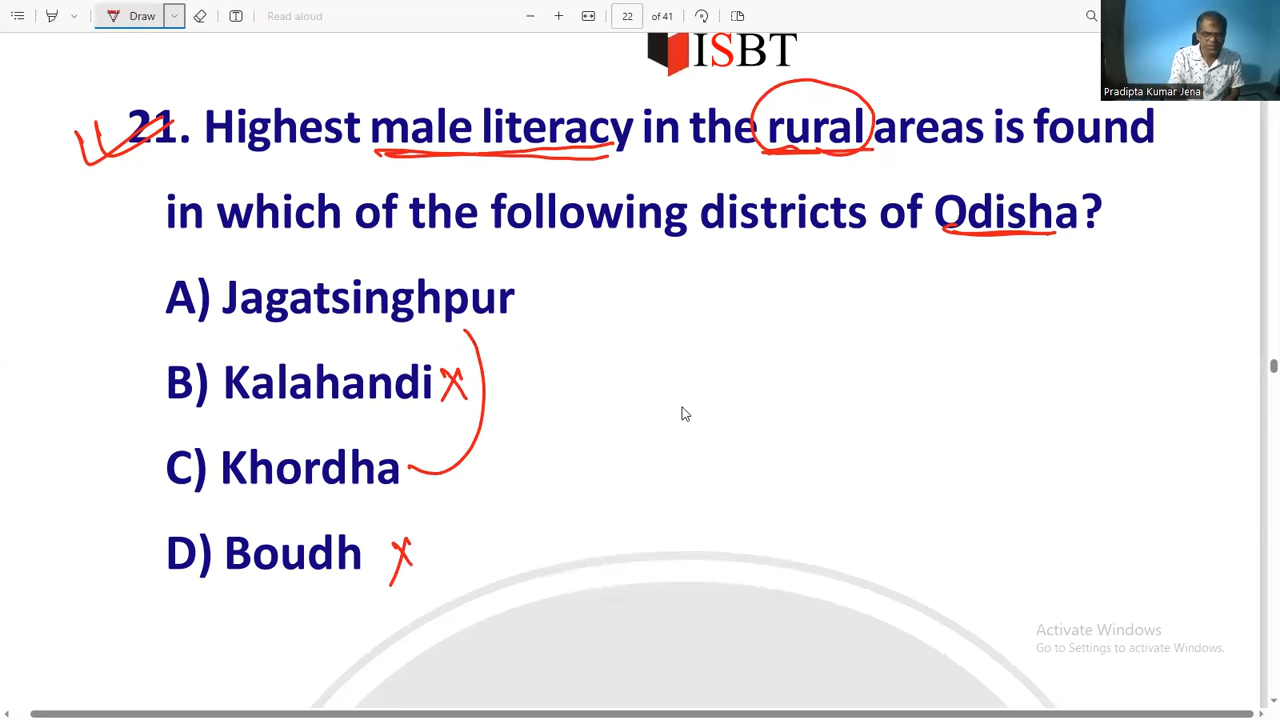 Draw
Read aloud
22
of 41
ISBT
Pradipta Kumar Jena
21. Highest male literacy in the rural areas is found
in which of the following districts of Odisha?
A) Jagatsinghpur
B) Kalahandi
C) Khordha
D) Boudh
Activate Windows
Go to Settings to activate Windows.